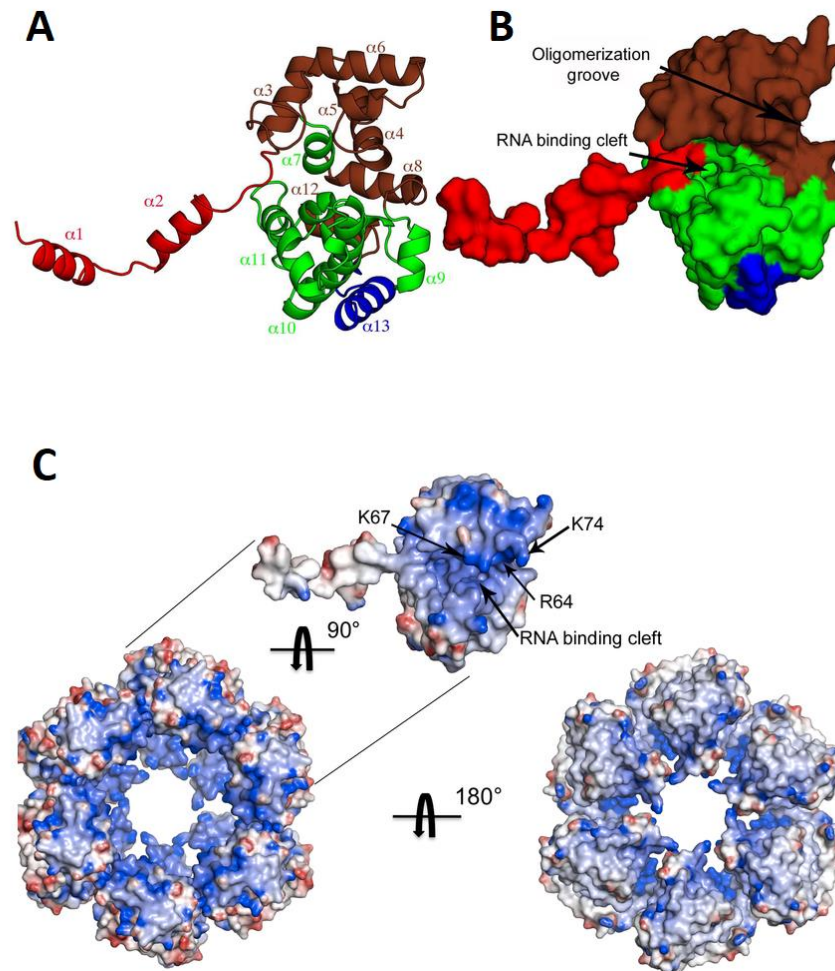 A
α6
α3
α5
α4
α7
α8
α12
α2
α1
α11
α9
α10
α13
B
Oligomerization
groove
RNA binding cleft
C
K67
K74
R64
RNA binding cleft
90°
180°